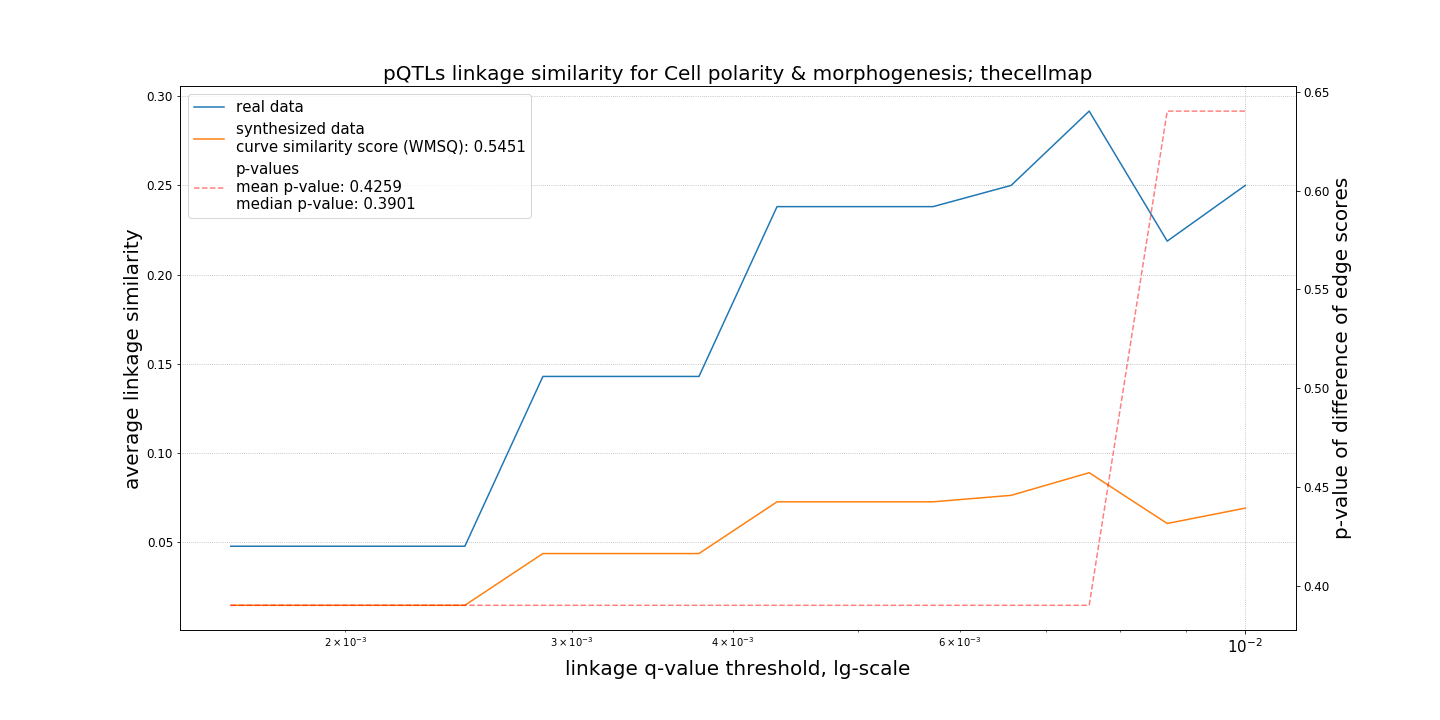 pQTLs linkage similarity for Cell polarity & morphogenesis; thecellmap
real data
synthesized data
curve similarity score (WMSQ): 0.5451
p-values
mean p-value: 0.4259
median p-value: 0.3901
average linkage similarity
0.30
0.25
0.20
0.15
0.10
0.05
0.65
0.60
0.55
0.50
0.45
0.40
p-value of difference of edge scores
2 × 10⁻³
3 × 10⁻³
4 × 10⁻³
6 × 10⁻³
10⁻²
linkage q-value threshold, lg-scale